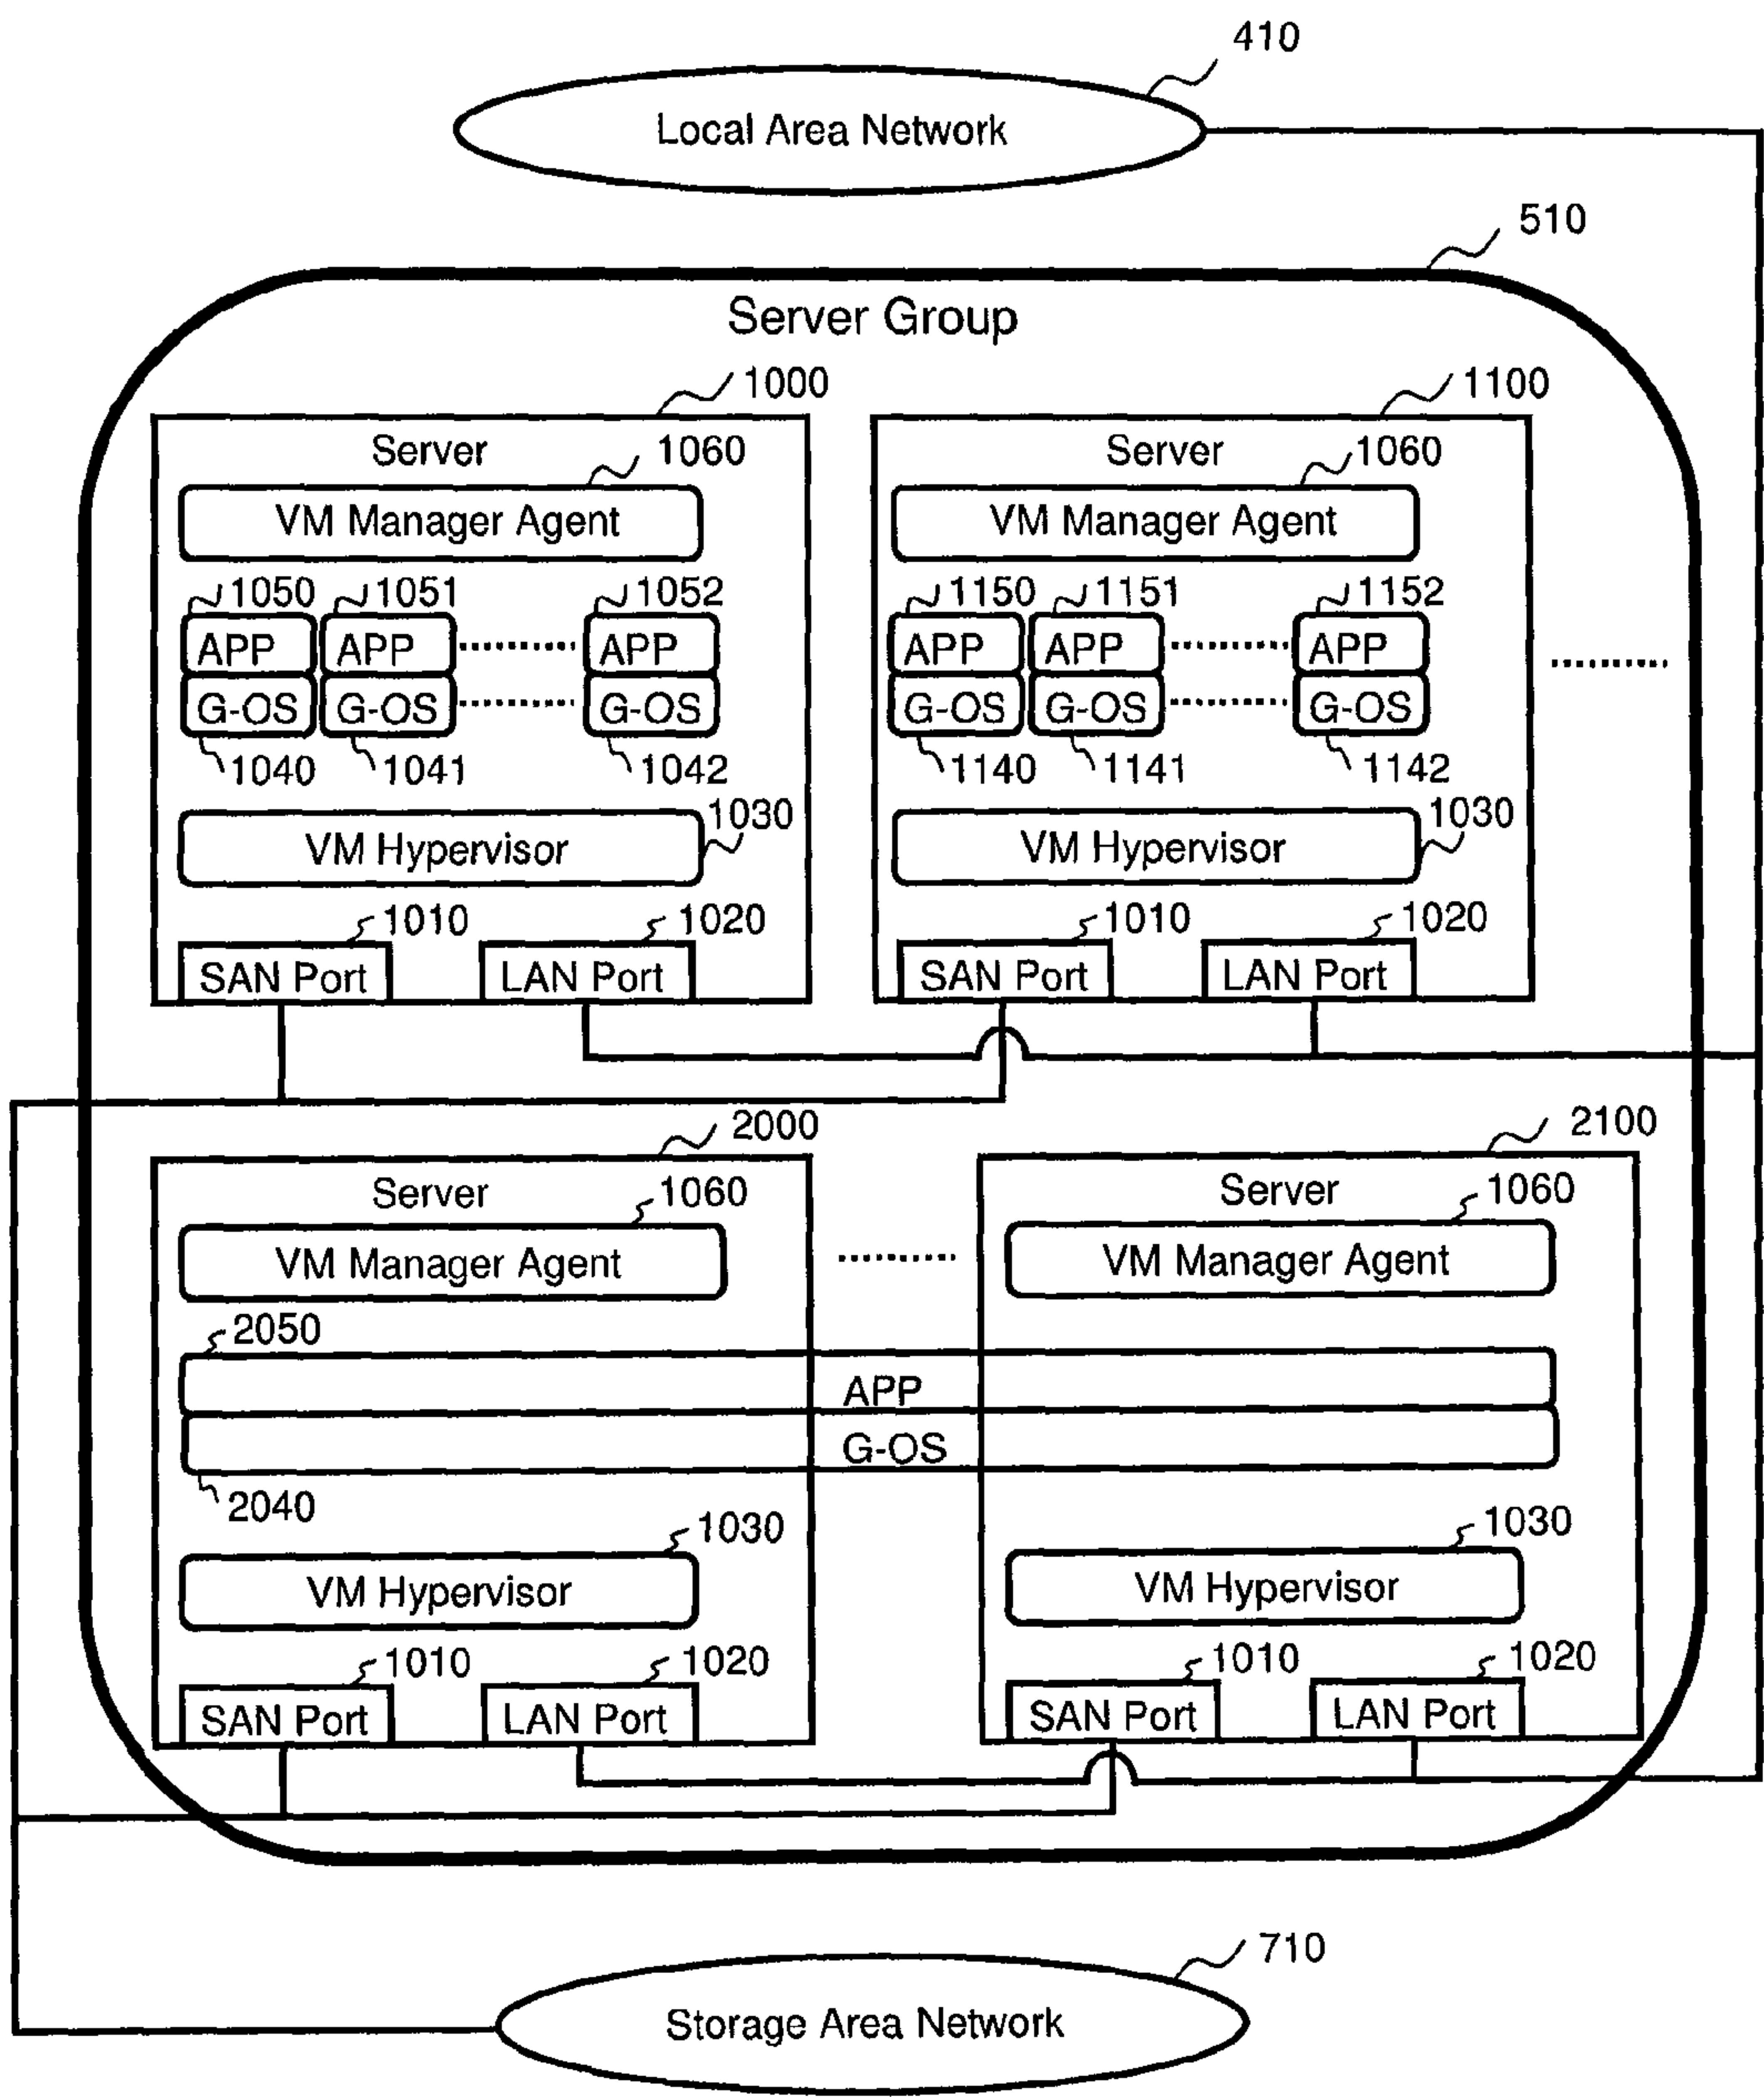 410
Local Area Network
510
Server Group
1000
1100
Server
1060
Server
1060
VM Manager Agent
VM Manager Agent
1050
1051
1052
1150
1151
1152
APP
APP
APP
APP
APP
APP
G-OS
G-OS
G-OS
G-OS
G-OS
G-OS
1040
1041
1042
1140
1141
1142
1030
1030
VM Hypervisor
VM Hypervisor
1010
1020
1010
1020
SAN Port
LAN Port
SAN Port
LAN Port
2000
2100
Server
1060
Server
1060
VM Manager Agent
VM Manager Agent
2050
APP
G-OS
2040
1030
1030
VM Hypervisor
VM Hypervisor
1010
1020
1010
1020
SAN Port
LAN Port
SAN Port
LAN Port
710
Storage Area Network